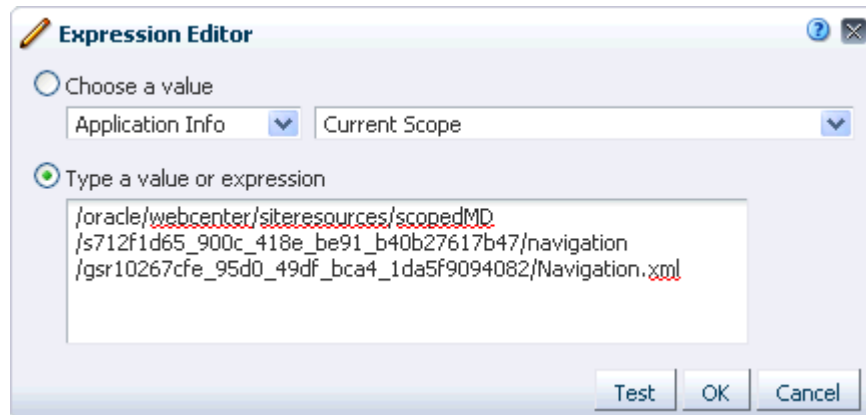 Expression Editor
Choose a value
Application Info Current Scope
Type a value or expression
/oracle/webcenter/siteresources/scopedMD
/s712f1d65_900c_418e_be91_b40b27617b47/navigation
/gsr10267cfe_95d0_49df_bca4_1da5f9094082/Navigation.xml
Test OK Cancel